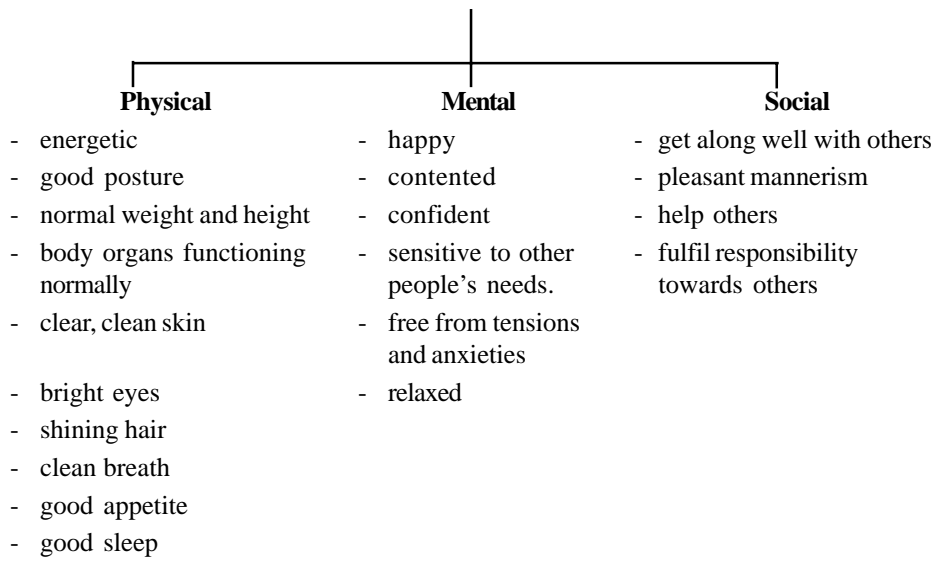 Physical
- energetic
- good posture
- normal weight and height
- body organs functioning
normally
- clear, clean skin
- bright eyes
- shining hair
- clean breath
- good appetite
- good sleep
Mental
- happy
- contented
- confident
- sensitive to other
people's needs.
- free from tensions
and anxieties
- relaxed
Social
- get along well with others
- pleasant mannerism
- help others
- fulfil responsibility
towards others